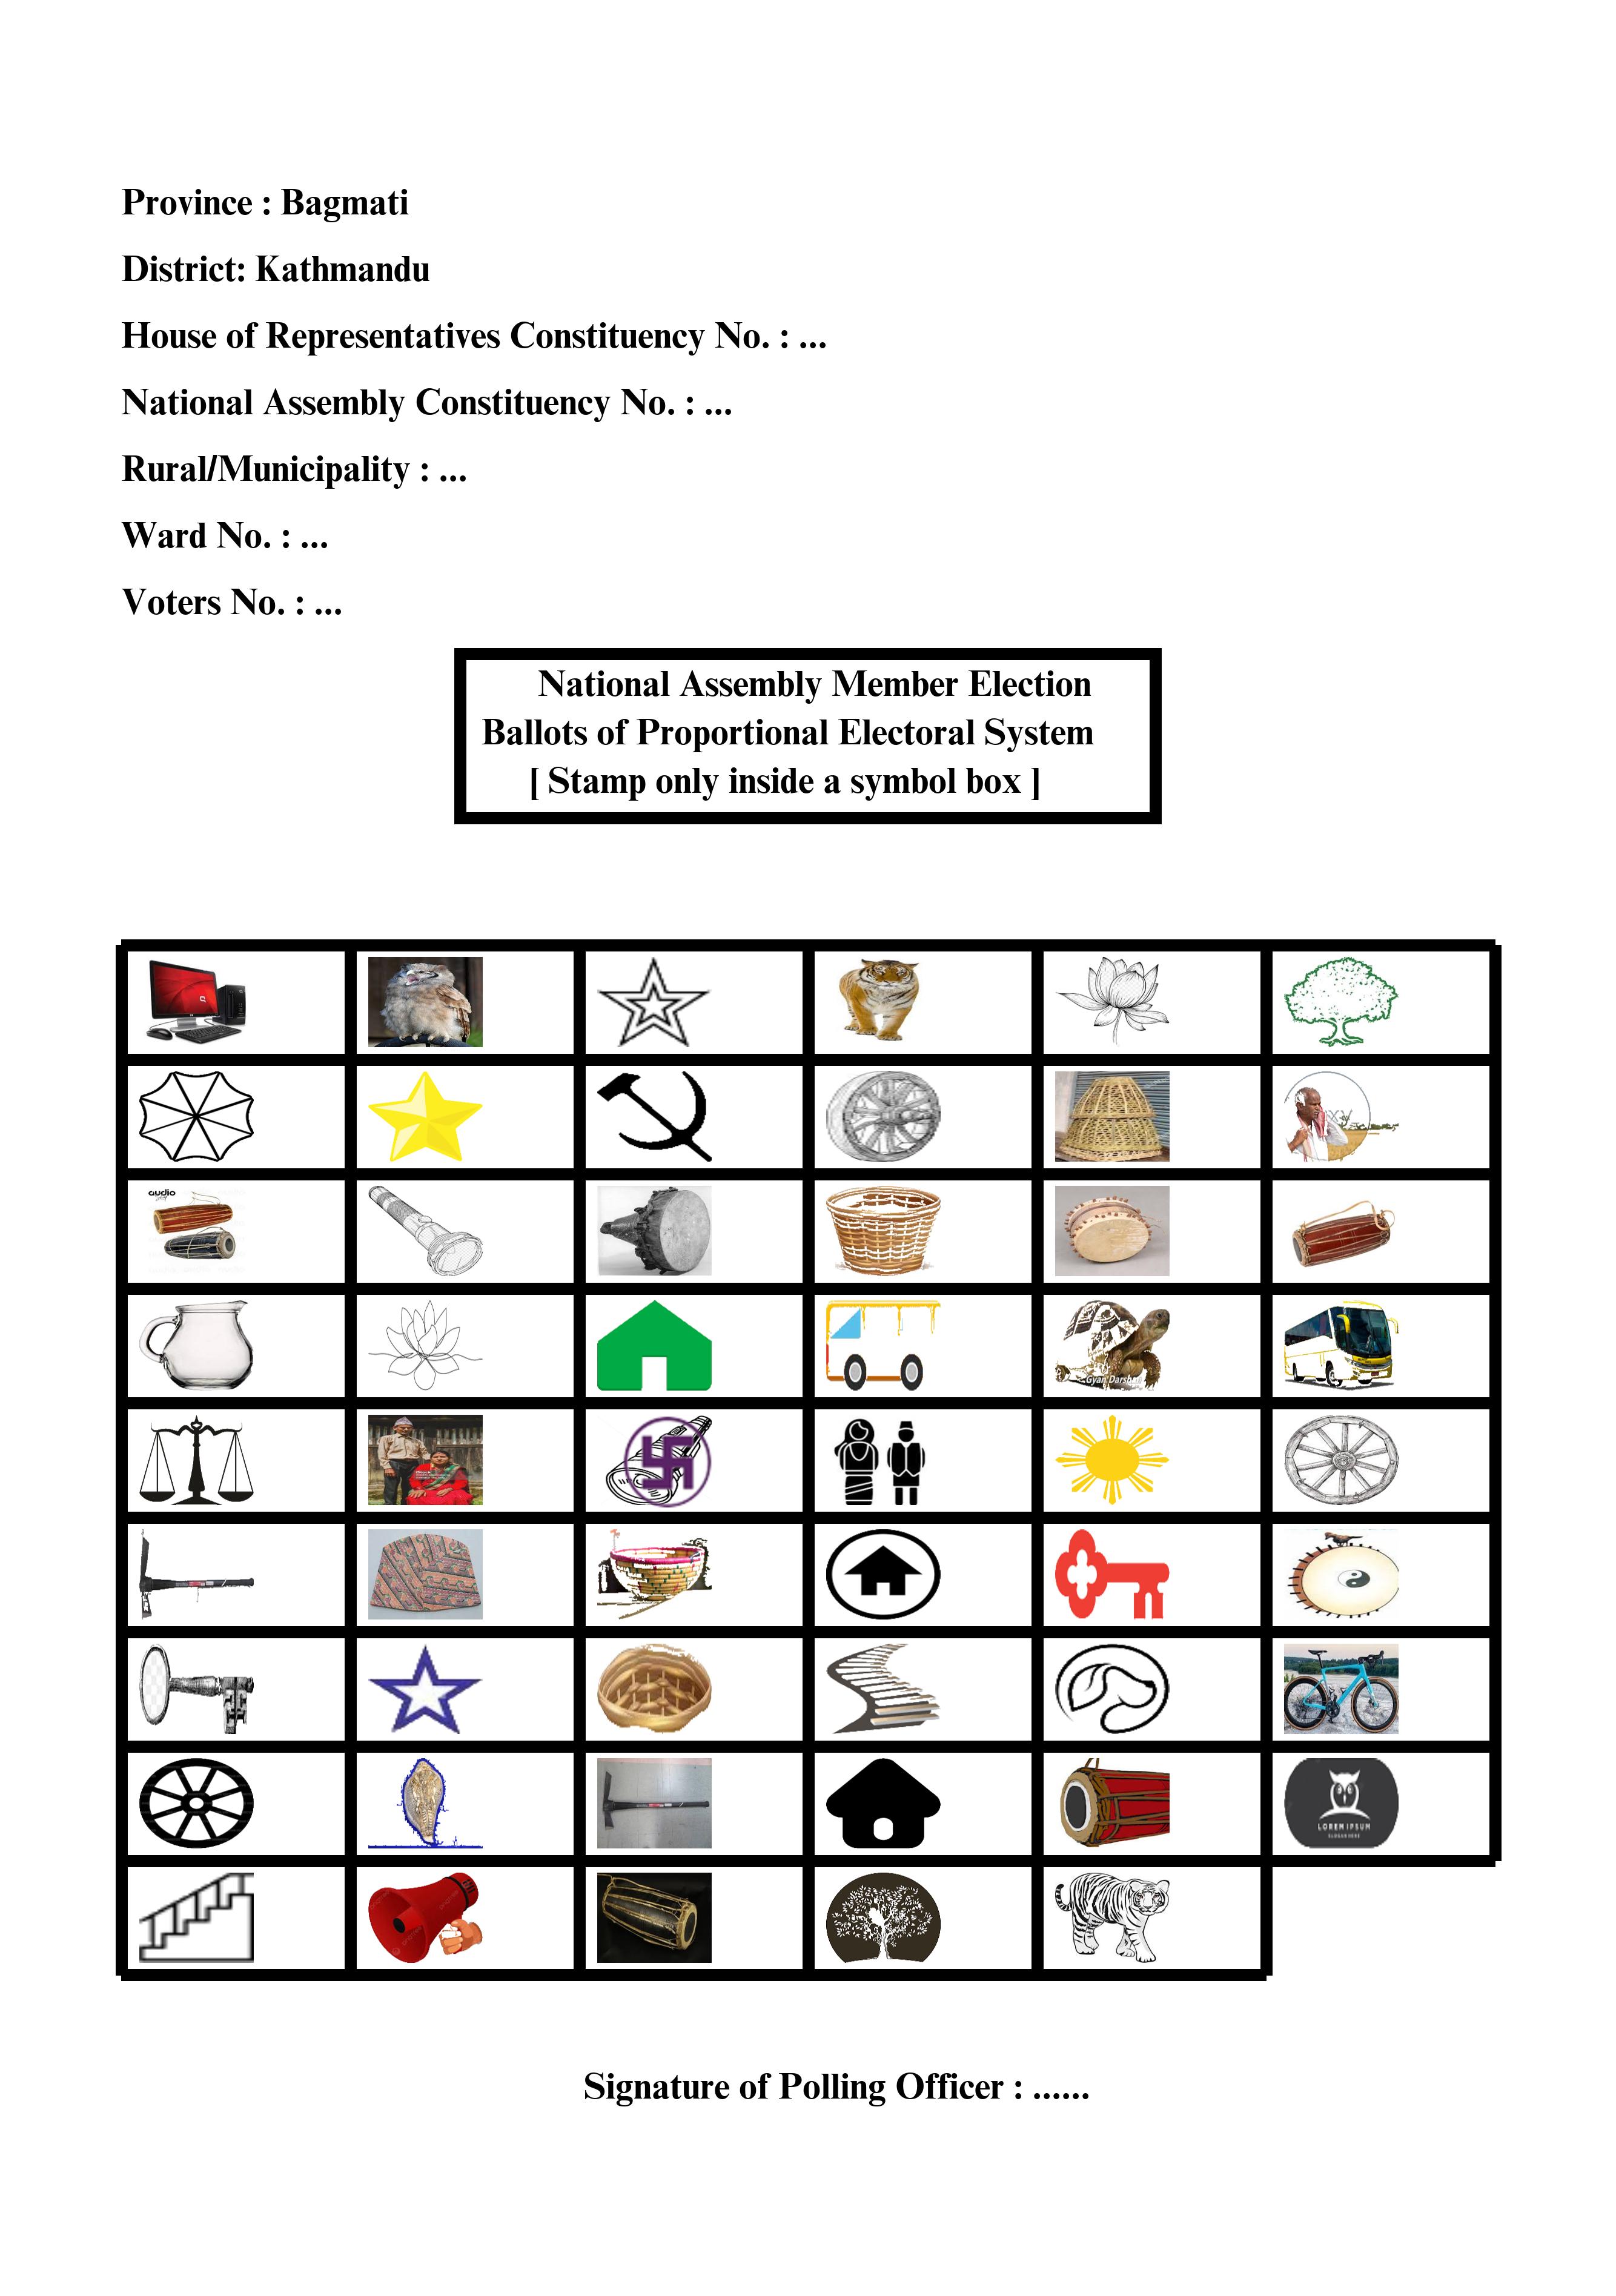 Province : Bagmati
District: Kathmandu
House of Representatives Constituency No. : ...
National Assembly Constituency No. : ...
Rural/Municipality : ...
Ward No. : ...
Voters No. : ...
National Assembly Member Election
Ballots of Proportional Electoral System
[ Stamp only inside a symbol box ]
audio
Gyan Darshan
LOREM IPSUM
SLOGAN HERE
Signature of Polling Officer : ......